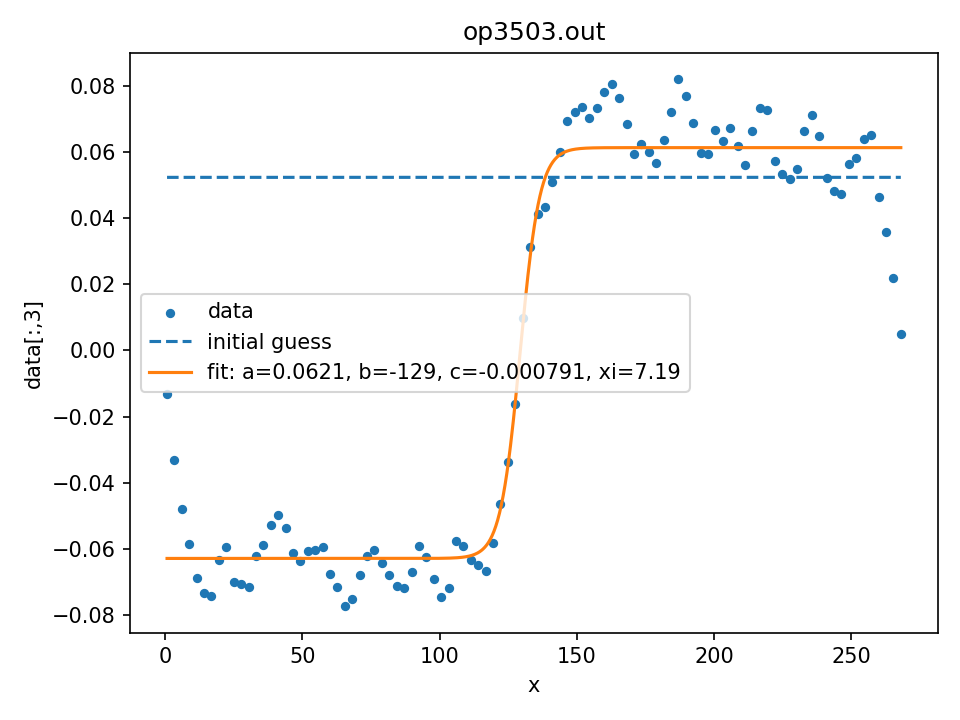 op3503.out
data[:,3]
0.08
0.06
0.04
0.02
0.00
−0.02
−0.04
−0.06
−0.08
data
initial guess
fit: a=0.0621, b=-129, c=-0.000791, xi=7.19
0 50 100 150 200 250
x